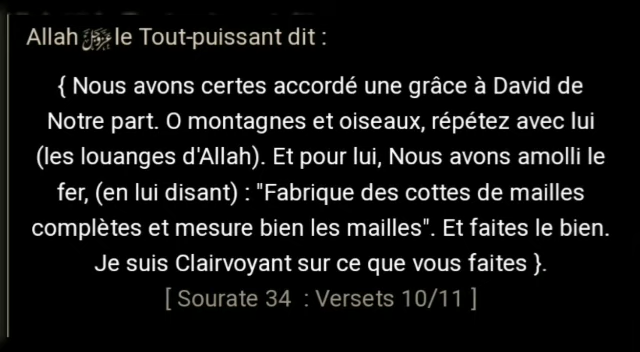 Allah ﷻ le Tout-puissant dit :
{ Nous avons certes accordé une grâce à David de
Notre part. O montagnes et oiseaux, répétez avec lui
(les louanges d'Allah). Et pour lui, Nous avons amolli le
fer, (en lui disant) : "Fabrique des cottes de mailles
complètes et mesure bien les mailles". Et faites le bien.
Je suis Clairvoyant sur ce que vous faites }.
[ Sourate 34 : Versets 10/11 ]